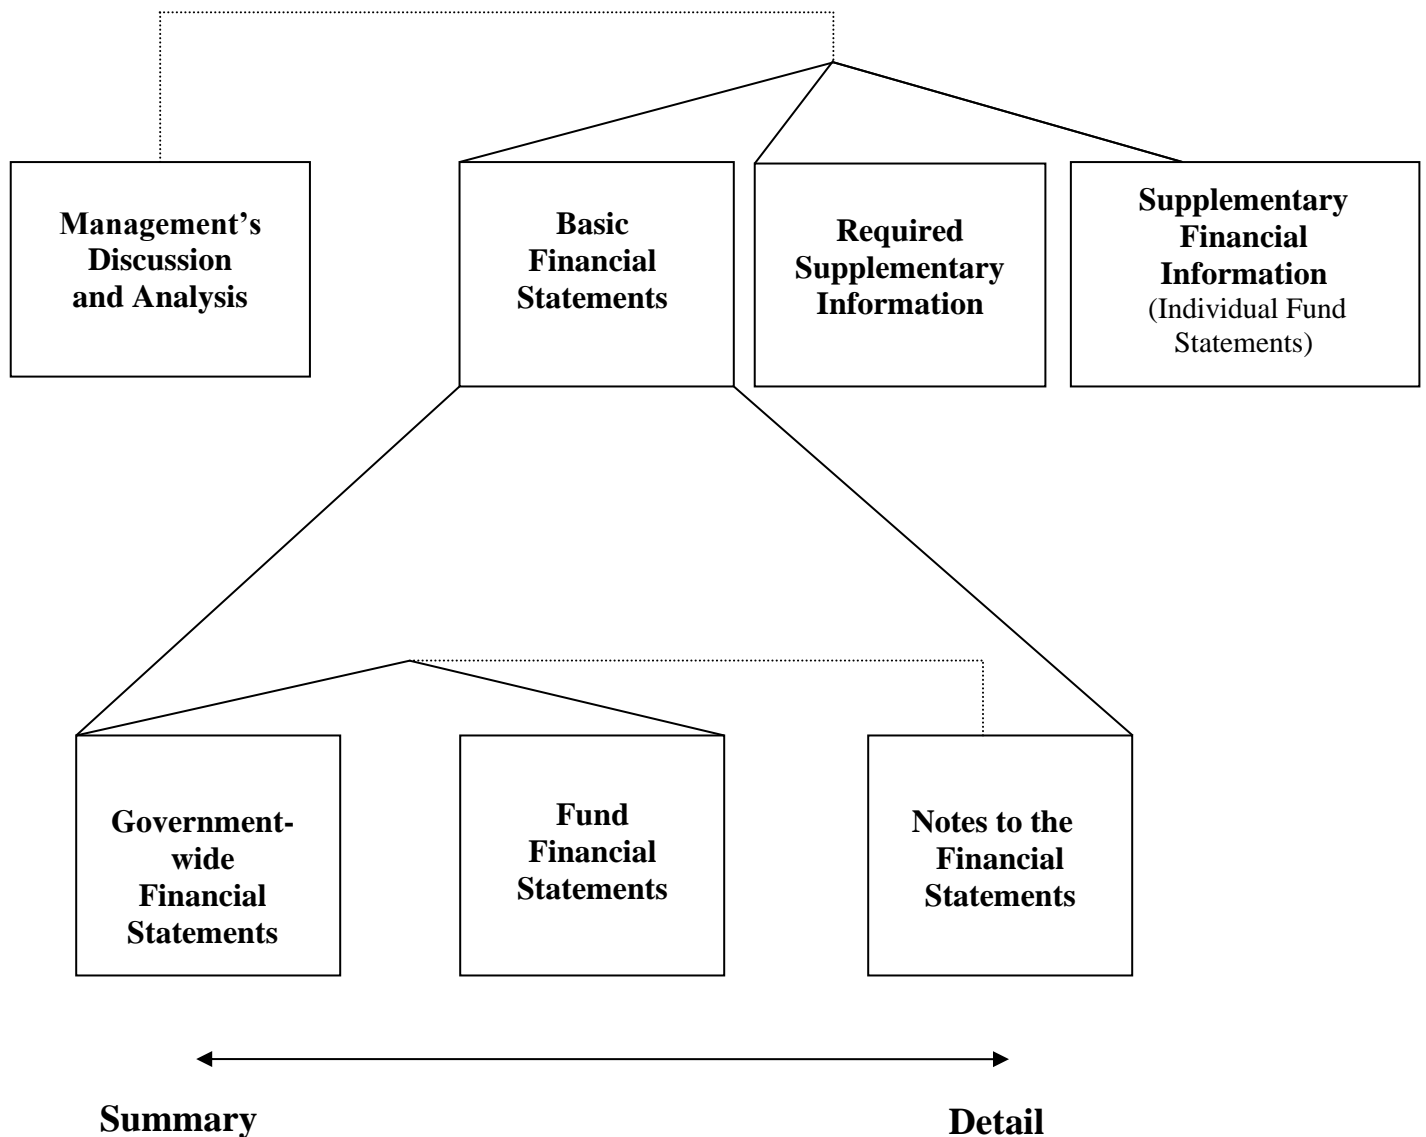 Management’s
Discussion
and Analysis
Basic
Financial
Statements
Required
Supplementary
Information
Supplementary
Financial
Information
(Individual Fund
Statements)
Government-
wide
Financial
Statements
Fund
Financial
Statements
Notes to the
Financial
Statements
Summary
Detail